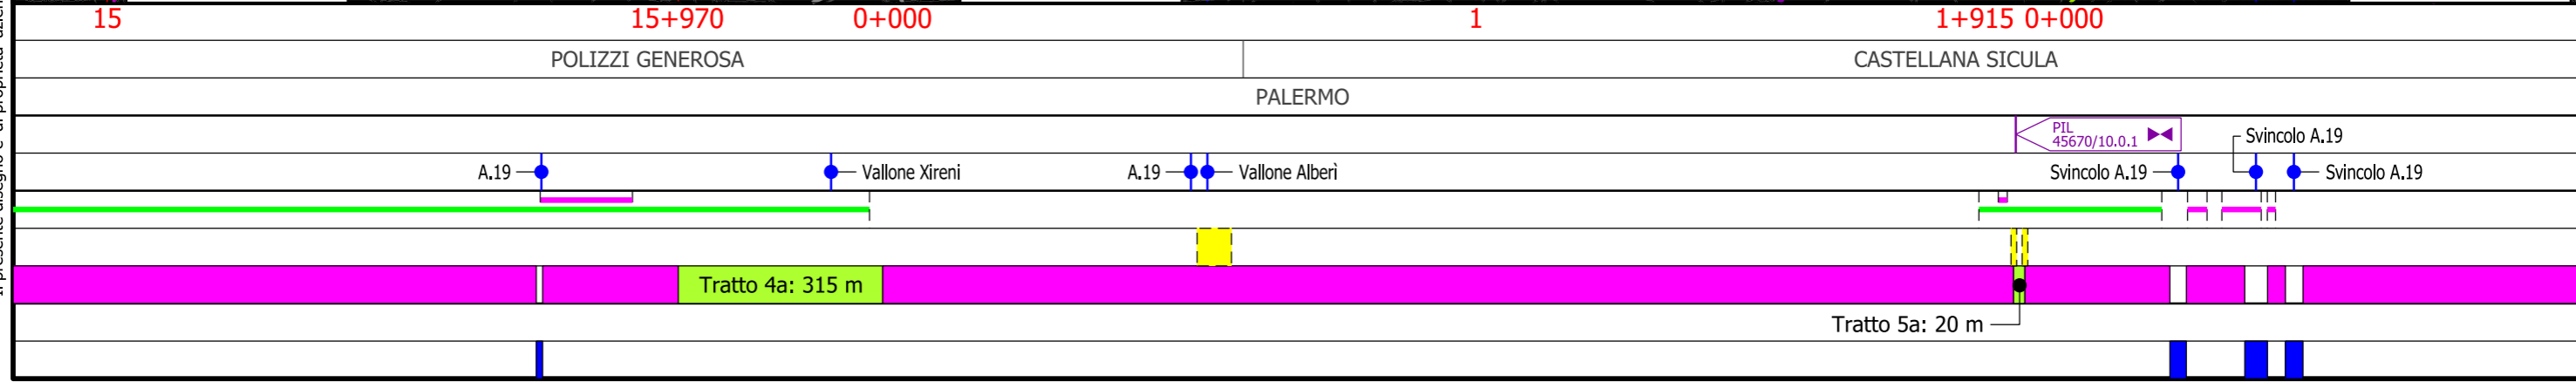 15 15+970 0+000 1 1+915 0+000
POLIZZI GENEROSA CASTELLANA SICULA
PALERMO
PIL
45670/10.0.1
Svincolo A.19
A.19 Vallone Xireni A.19 Vallone Alberì Svincolo A.19 Svincolo A.19
Tratto 4a: 315 m
Tratto 5a: 20 m